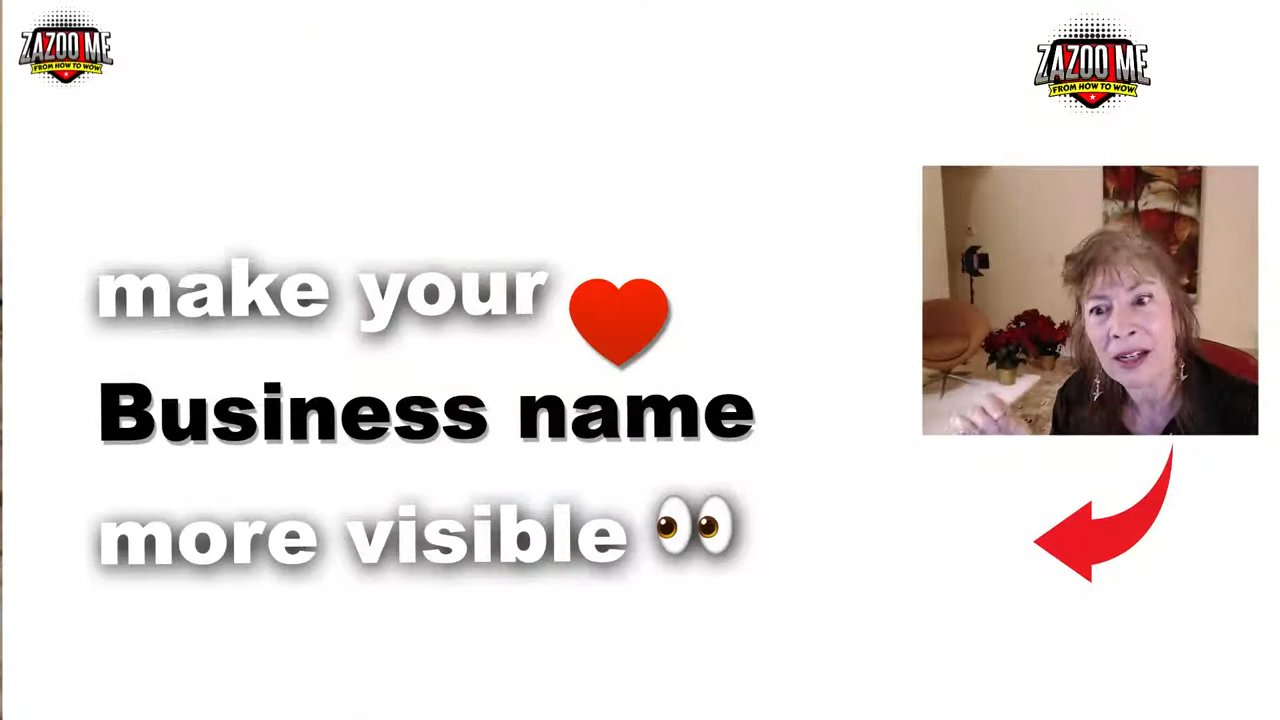 ZAZOO ME
FROM HOW TO WOW
ZAZOO ME
FROM HOW TO WOW
make your
Business name
more visible